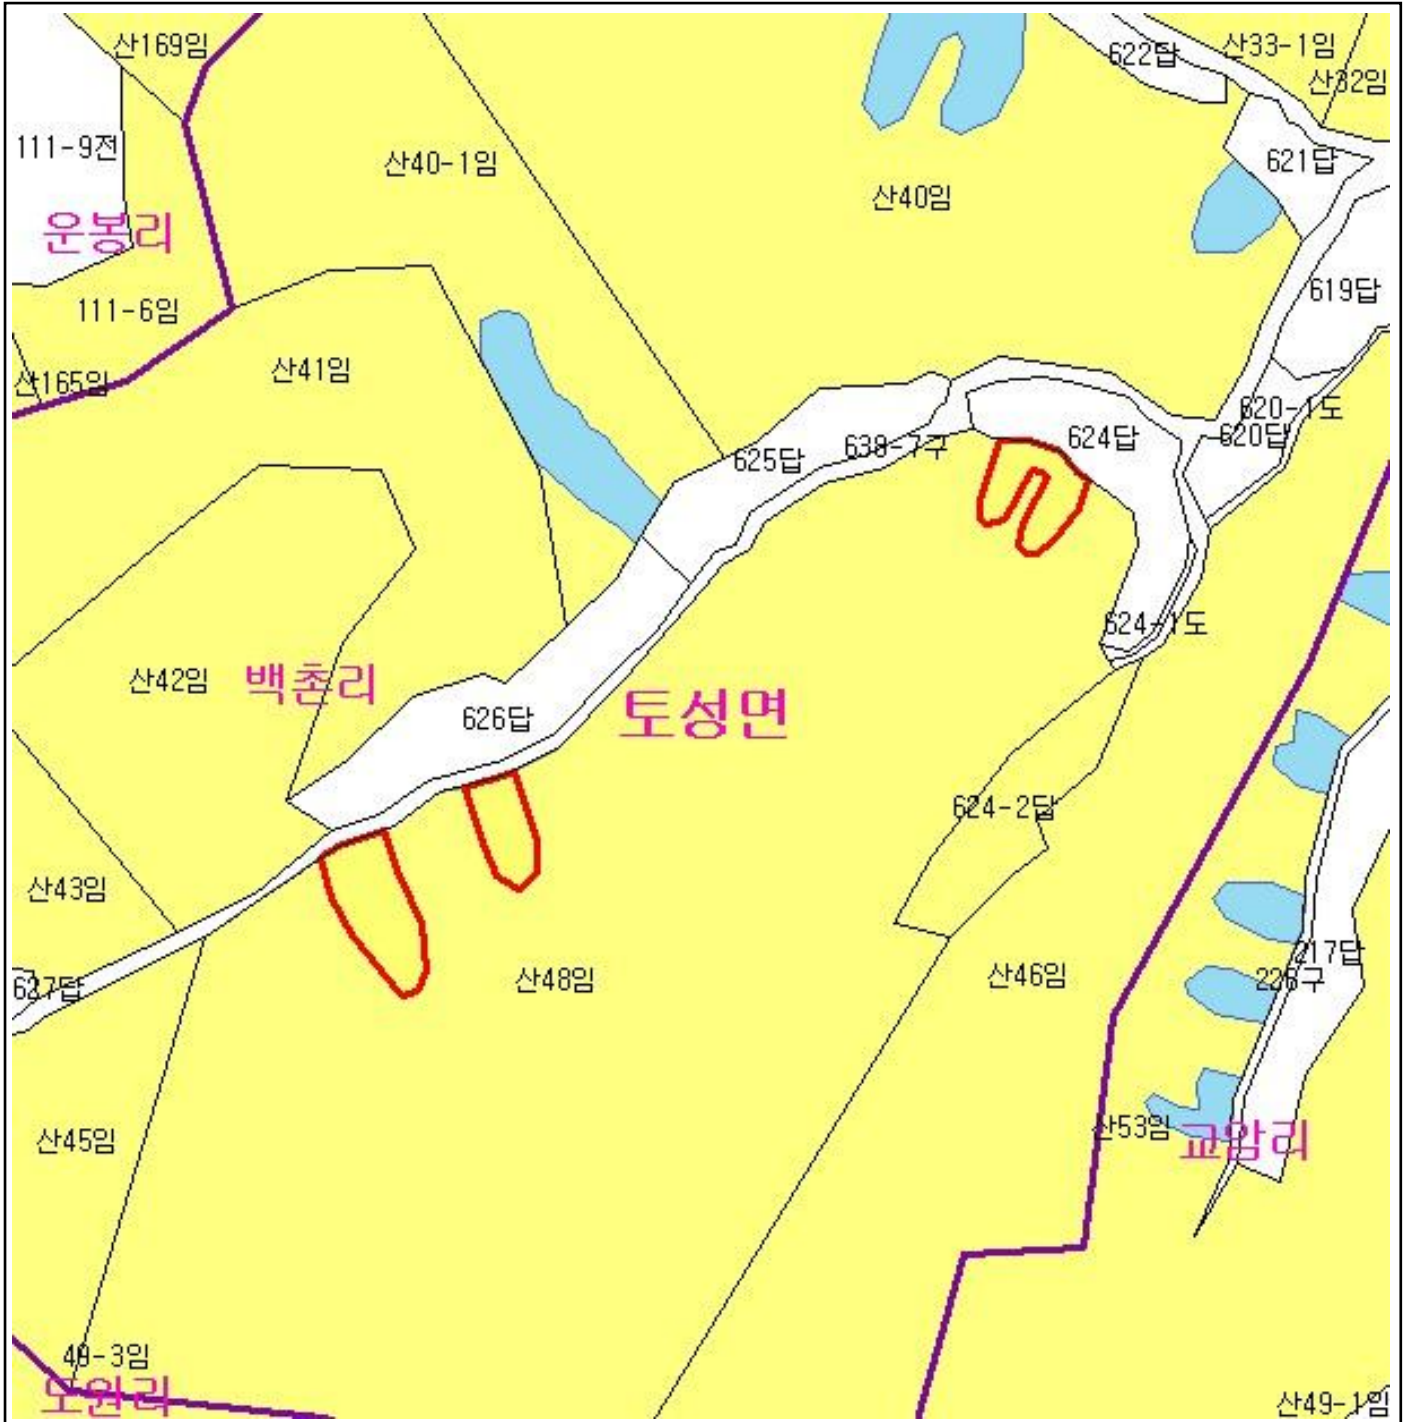 산169임
622답
산33-1임
산32임
111-9전
산40-1임
산40임
621답
운봉리
619답
111-6임
산165임
산41임
620-1도
620답
624답
638-7구
625답
624-1도
산42임
백촌리
626답
토성면
624-2답
산43임
627답
산48임
산46임
217답
226구
산45임
산53임
교암리
49-3임
도원리
산49-1임